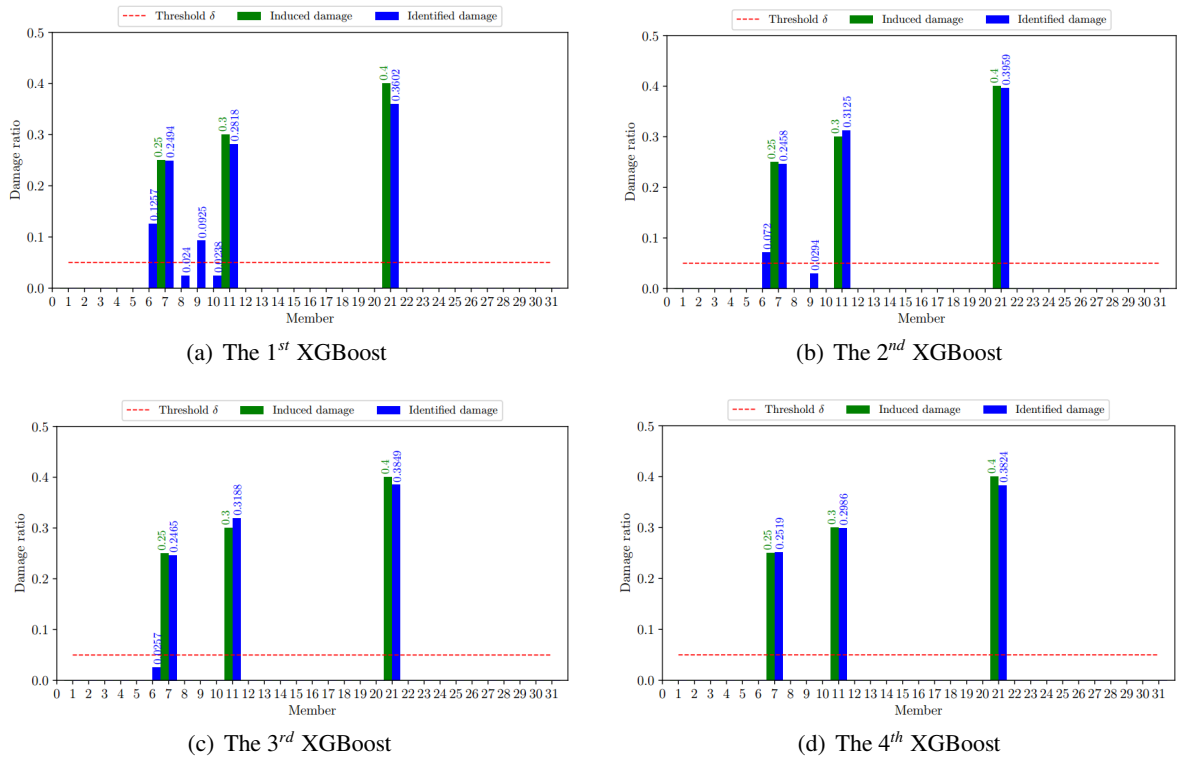 Threshold δ Induced damage Identified damage
0.5
0.4
0.3
0.2
0.1
0.0
Damage ratio
0.1257
0.25
0.2494
0.024
0.0925
0.0238
0.3
0.2818
0.4
0.3602
0 1 2 3 4 5 6 7 8 9 10 11 12 13 14 15 16 17 18 19 20 21 22 23 24 25 26 27 28 29 30 31
Member
(a) The 1st XGBoost
Threshold δ Induced damage Identified damage
0.5
0.4
0.3
0.2
0.1
0.0
Damage ratio
0.072
0.25
0.2458
0.0294
0.3
0.3125
0.4
0.3959
0 1 2 3 4 5 6 7 8 9 10 11 12 13 14 15 16 17 18 19 20 21 22 23 24 25 26 27 28 29 30 31
Member
(b) The 2nd XGBoost
Threshold δ Induced damage Identified damage
0.5
0.4
0.3
0.2
0.1
0.0
Damage ratio
0.0257
0.25
0.2465
0.3
0.3188
0.4
0.3849
0 1 2 3 4 5 6 7 8 9 10 11 12 13 14 15 16 17 18 19 20 21 22 23 24 25 26 27 28 29 30 31
Member
(c) The 3rd XGBoost
Threshold δ Induced damage Identified damage
0.5
0.4
0.3
0.2
0.1
0.0
Damage ratio
0.25
0.2519
0.3
0.2986
0.4
0.3824
0 1 2 3 4 5 6 7 8 9 10 11 12 13 14 15 16 17 18 19 20 21 22 23 24 25 26 27 28 29 30 31
Member
(d) The 4th XGBoost